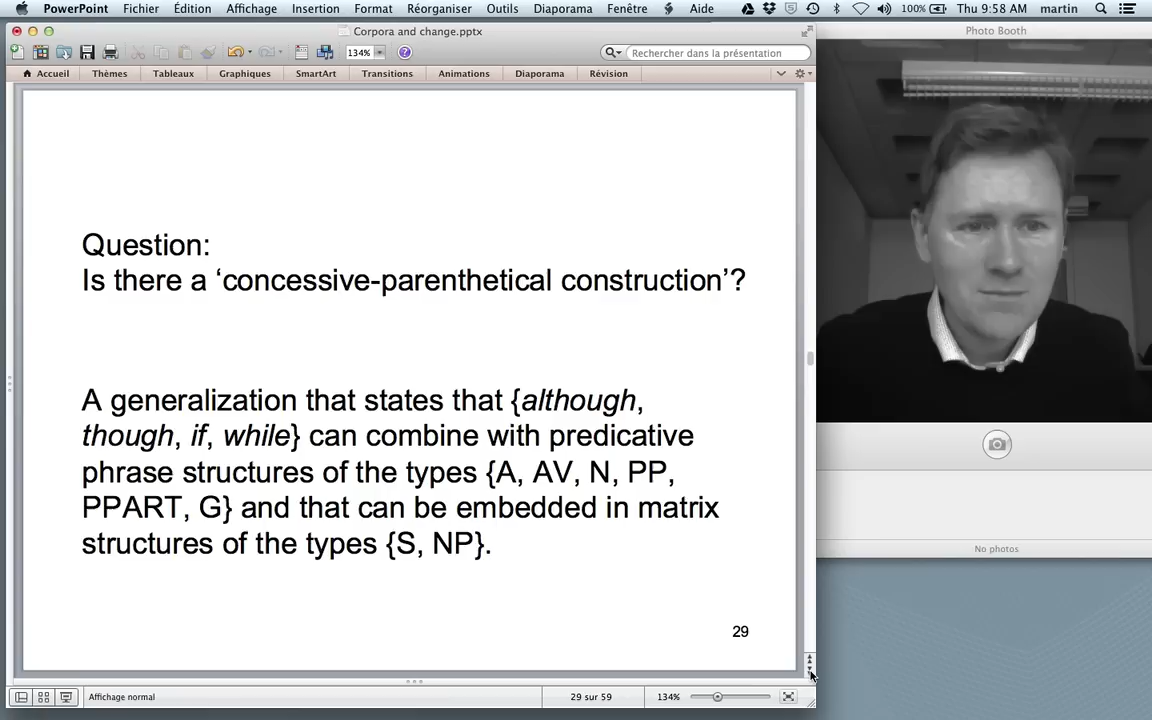 PowerPoint Fichier Édition Affichage Insertion Format Réorganiser Outils Diaporama Fenêtre Aide 100% Thu 9:58 AM martin
Corpora and change.pptx
Photo Booth
134% Rechercher dans la présentation
Accueil Thèmes Tableaux Graphiques SmartArt Transitions Animations Diaporama Révision
Question:
Is there a ‘concessive-parenthetical construction’?
A generalization that states that {although,
though, if, while} can combine with predicative
phrase structures of the types {A, AV, N, PP,
PPART, G} and that can be embedded in matrix
structures of the types {S, NP}.
29
No photos
Affichage normal 29 sur 59 134%